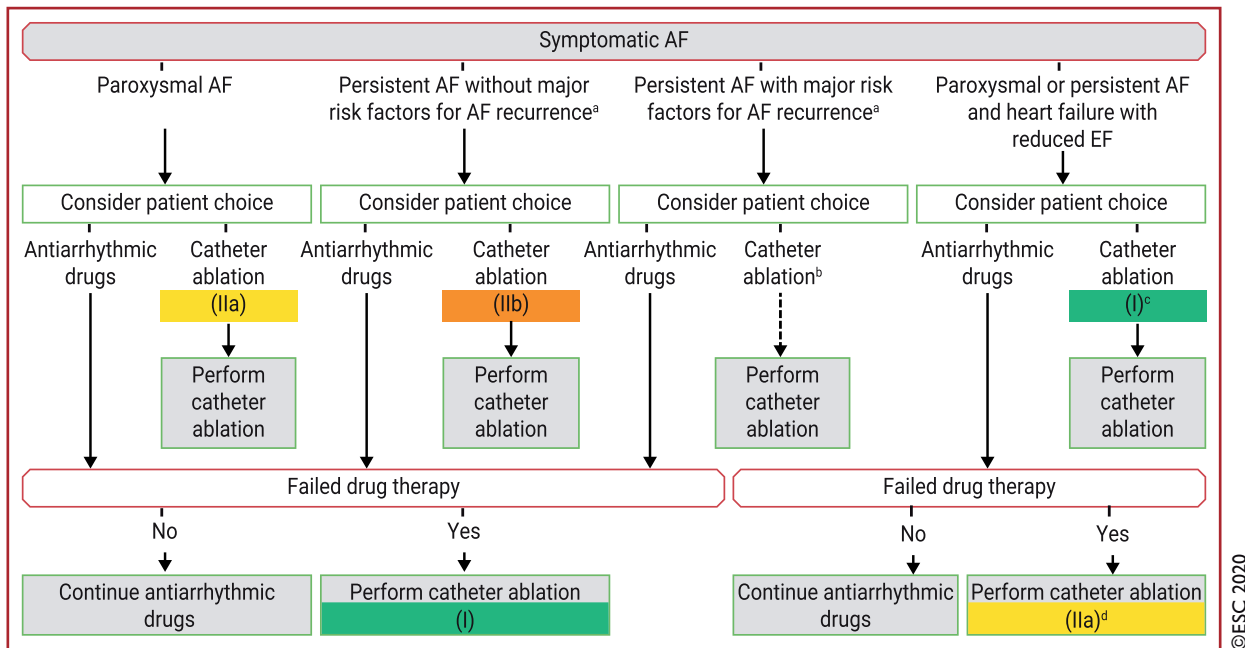 Symptomatic AF
Paroxysmal AF
Persistent AF without major
risk factors for AF recurrenceᵃ
Persistent AF with major risk
factors for AF recurrenceᵃ
Paroxysmal or persistent AF
and heart failure with
reduced EF
Consider patient choice
Consider patient choice
Consider patient choice
Consider patient choice
Antiarrhythmic
drugs
Catheter
ablation
(IIa)
Antiarrhythmic
drugs
Catheter
ablation
(IIb)
Antiarrhythmic
drugs
Catheter
ablationᵇ
Antiarrhythmic
drugs
Catheter
ablation
(I)ᶜ
Perform
catheter
ablation
Perform
catheter
ablation
Perform
catheter
ablation
Perform
catheter
ablation
Failed drug therapy
Failed drug therapy
No
Yes
No
Yes
Continue antiarrhythmic
drugs
Perform catheter ablation
(I)
Continue antiarrhythmic
drugs
Perform catheter ablation
(IIa)ᵈ
©ESC 2020